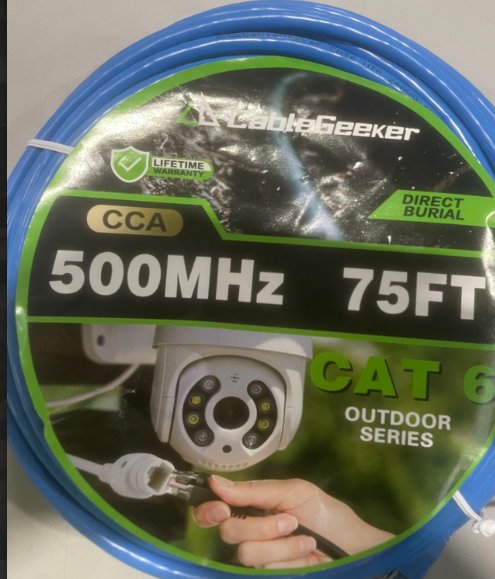 CableGeeker
LIFETIME
WARRANTY
DIRECT
BURIAL
CCA
500MHz 75FT
CAT 6
OUTDOOR
SERIES